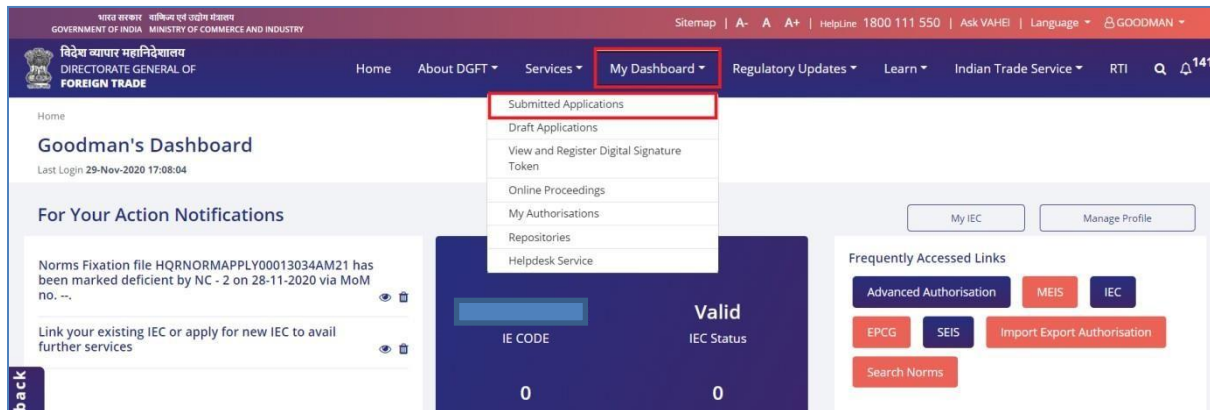 भारत सरकार वाणिज्य एवं उद्योग मंत्रालय
GOVERNMENT OF INDIA MINISTRY OF COMMERCE AND INDUSTRY
Sitemap | A- A A+ | HelpLine 1800 111 550 | Ask VAHEI | Language GOODMAN
विदेश व्यापार महानिदेशालय
DIRECTORATE GENERAL OF
FOREIGN TRADE
Home About DGFT Services My Dashboard Regulatory Updates Learn Indian Trade Service RTI 141
Submitted Applications
Draft Applications
View and Register Digital Signature
Token
Online Proceedings
My Authorisations
Repositories
Helpdesk Service
Home
Goodman's Dashboard
Last Login 29-Nov-2020 17:08:04
For Your Action Notifications
My IEC Manage Profile
Norms Fixation file HQRNORMAPPLY00013034AM21 has
been marked deficient by NC - 2 on 28-11-2020 via MoM
no. --.
Link your existing IEC or apply for new IEC to avail
further services
Valid
IE CODE IEC Status
0 0
Frequently Accessed Links
Advanced Authorisation MEIS IEC
EPCG SEIS Import Export Authorisation
Search Norms
back